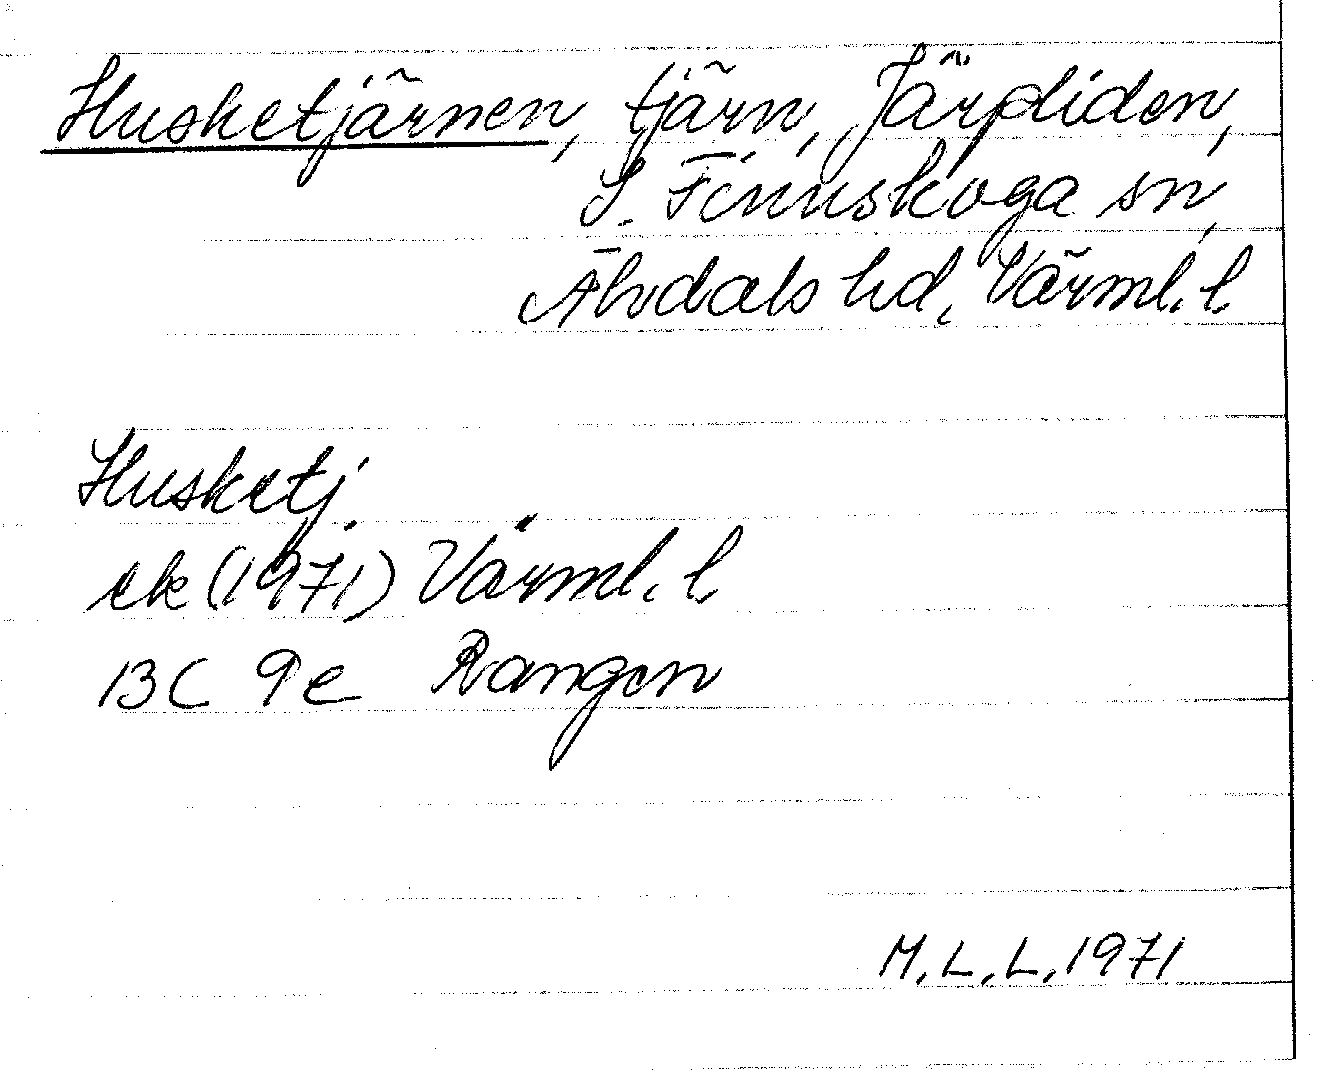 Husketjärnen, tjärn, Järpliden,
S. Finnskoga sn,
Älvdals hd, Värml. l.
Husketj.
ek (1971) Värml. l.
13C 9e Rangen
M.L.L. 1971